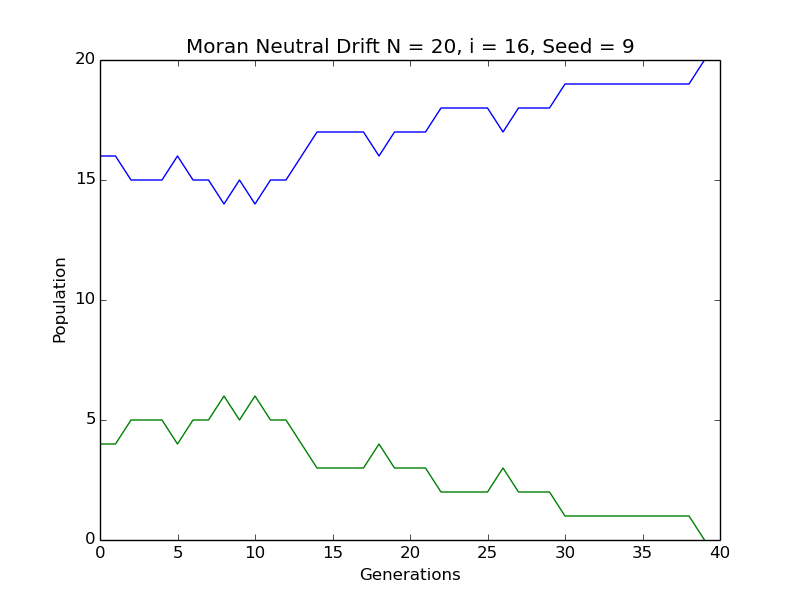 Moran Neutral Drift N = 20, i = 16, Seed = 9
20
15
10
5
0
Population
0 5 10 15 20 25 30 35 40
Generations